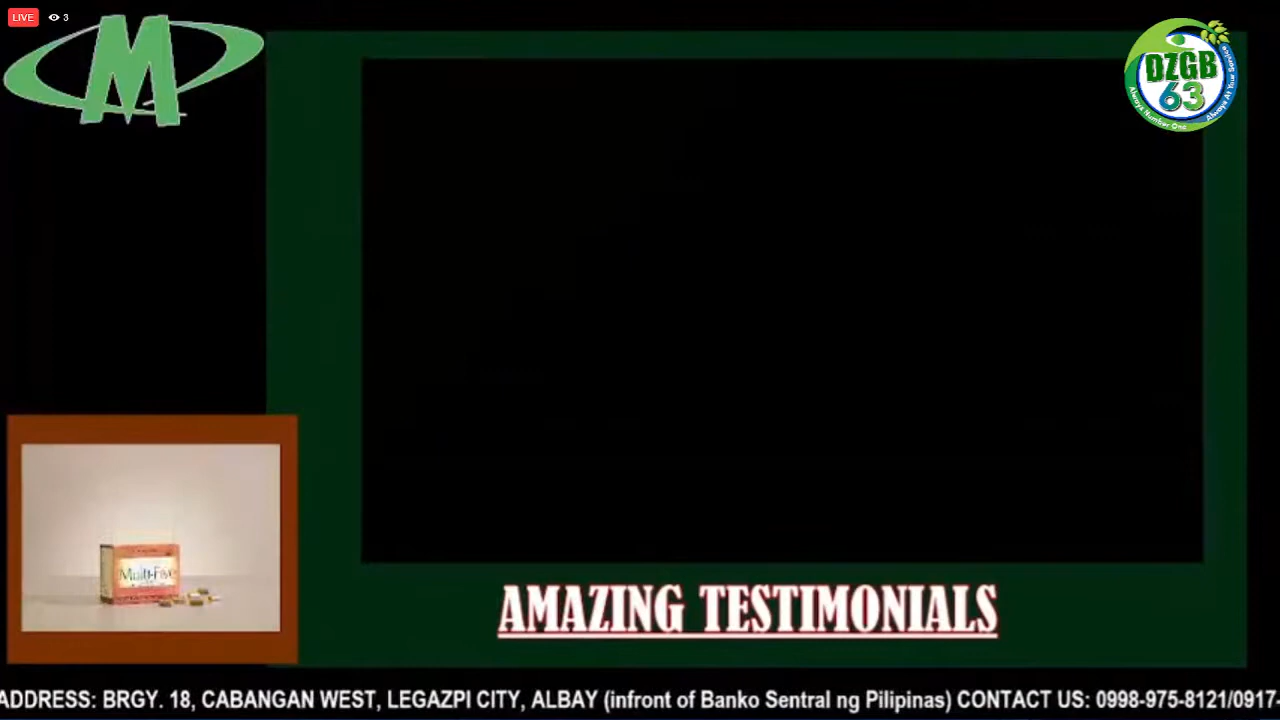 LIVE 3
M
DZGB
63
Always Number One
Always At Your Service
Multi-Five
AMAZING TESTIMONIALS
ADDRESS: BRGY. 18, CABANGAN WEST, LEGAZPI CITY, ALBAY (infront of Banko Sentral ng Pilipinas) CONTACT US: 0998-975-8121/0917-